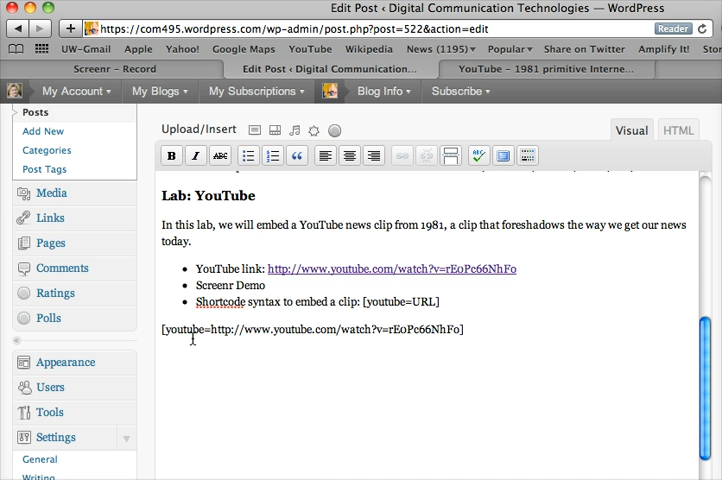 Edit Post ‹ Digital Communication Technologies — WordPress
https://com495.wordpress.com/wp-admin/post.php?post=522&action=edit
Reader
UW-Gmail Apple Yahoo! Google Maps YouTube Wikipedia News (1195) Popular Share on Twitter Amplify It!
Screenr - Record Edit Post ‹ Digital Communication... YouTube - 1981 primitive Interne...
My Account My Blogs My Subscriptions Blog Info Subscribe
Posts
Add New
Categories
Post Tags
Media
Links
Pages
Comments
Ratings
Polls
Appearance
Users
Tools
Settings
General
Writing
Upload/Insert Visual HTML
B I ABC
Lab: YouTube
In this lab, we will embed a YouTube news clip from 1981, a clip that foreshadows the way we get our news
today.
• YouTube link: http://www.youtube.com/watch?v=rE0Pc66NhFo
• Screenr Demo
• Shortcode syntax to embed a clip: [youtube=URL]
[youtube=http://www.youtube.com/watch?v=rE0Pc66NhFo]